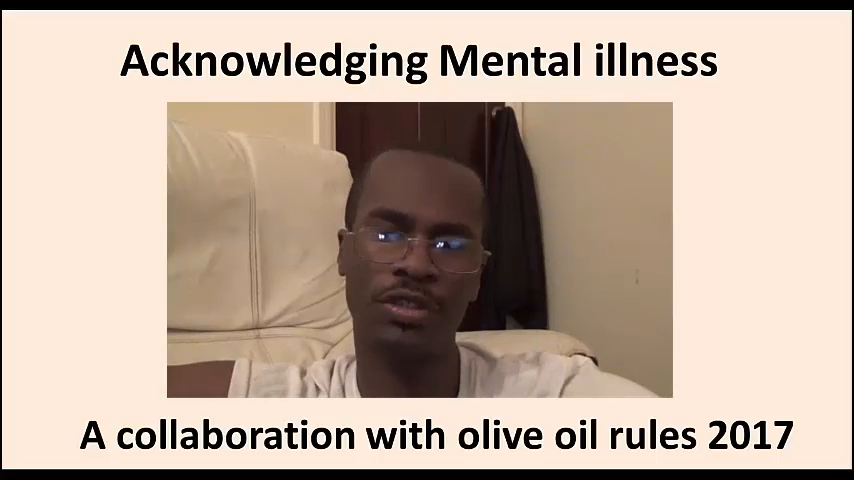 Acknowledging Mental illness
A collaboration with olive oil rules 2017